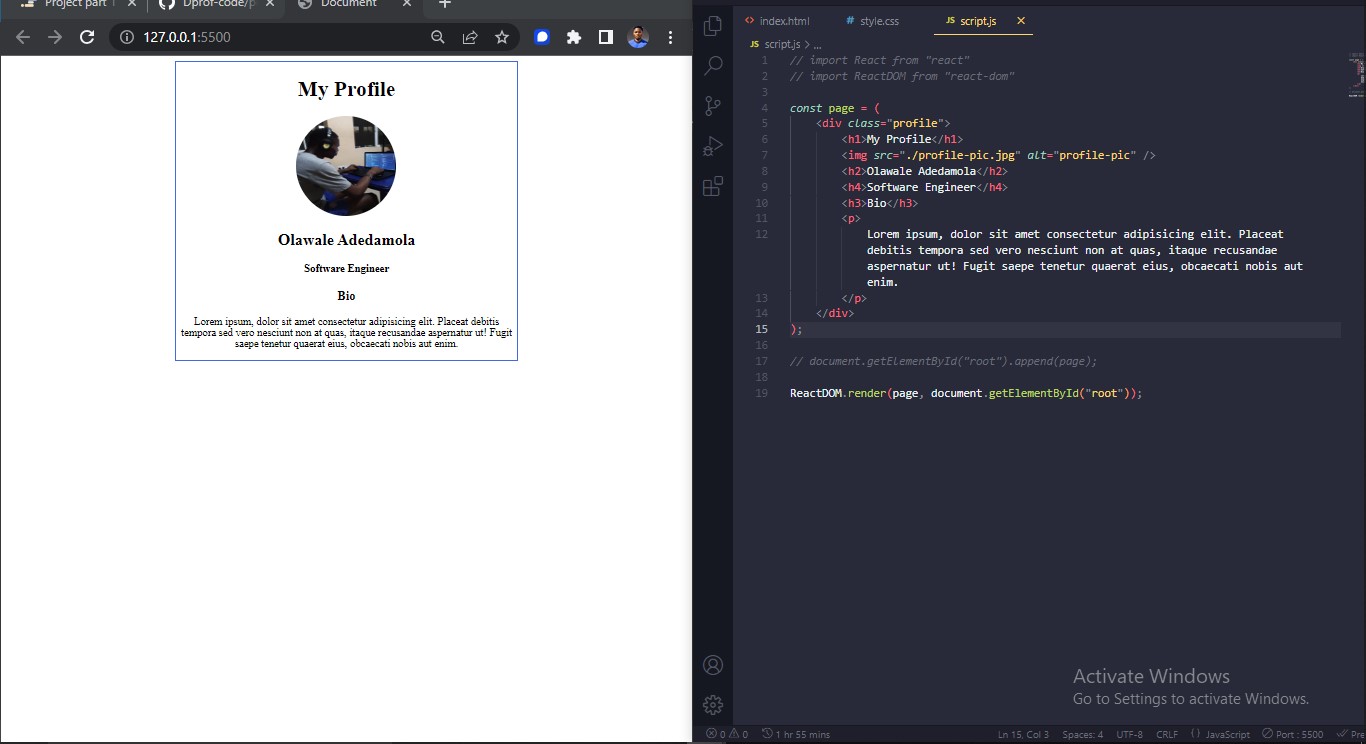 Project part
Dprof-code/p
Document
127.0.0.1:5500
My Profile
Olawale Adedamola
Software Engineer
Bio
Lorem ipsum, dolor sit amet consectetur adipisicing elit. Placeat debitis
tempora sed vero nesciunt non at quas, itaque recusandae aspernatur ut! Fugit
saepe tenetur quaerat eius, obcaecati nobis aut enim.
<> index.html
# style.css
JS script.js
JS script.js > ...
1 // import React from "react"
2 // import ReactDOM from "react-dom"
3
4 const page = (
5 <div class="profile">
6 <h1>My Profile</h1>
7 <img src="./profile-pic.jpg" alt="profile-pic" />
8 <h2>Olawale Adedamola</h2>
9 <h4>Software Engineer</h4>
10 <h3>Bio</h3>
11 <p>
12 Lorem ipsum, dolor sit amet consectetur adipisicing elit. Placeat
debitis tempora sed vero nesciunt non at quas, itaque recusandae
aspernatur ut! Fugit saepe tenetur quaerat eius, obcaecati nobis aut
enim.
13 </p>
14 </div>
15 );
16
17 // document.getElementById("root").append(page);
18
19 ReactDOM.render(page, document.getElementById("root"));
Activate Windows
Go to Settings to activate Windows.
0 0 1 hr 55 mins
Ln 15, Col 3 Spaces: 4 UTF-8 CRLF {} JavaScript Port : 5500 Pre